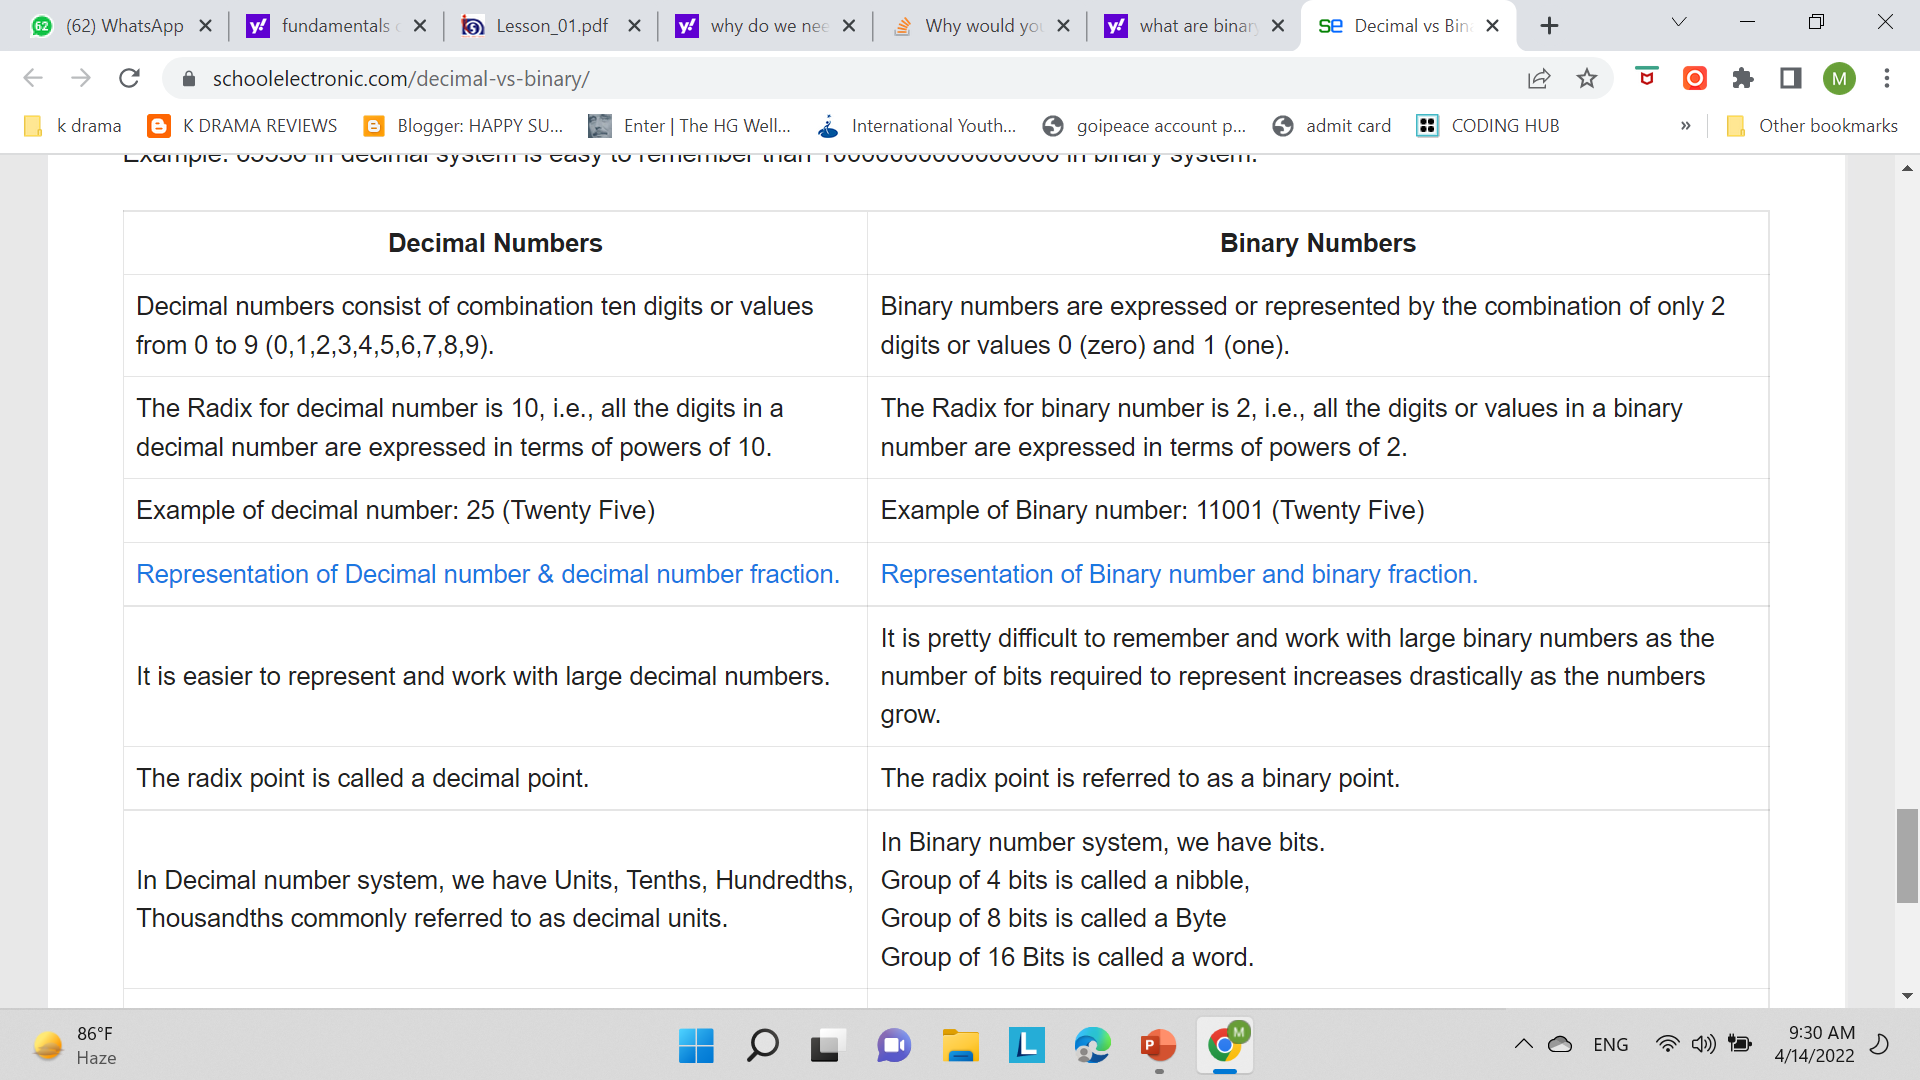 (62) WhatsApp
fundamentals
Lesson_01.pdf
why do we nee
Why would you
what are binary
Decimal vs Bin
schoolelectronic.com/decimal-vs-binary/
M
k drama
K DRAMA REVIEWS
Blogger: HAPPY SU...
Enter | The HG Well...
International Youth...
goipeace account p...
admit card
CODING HUB
»
Other bookmarks
in decimal system is easy to remember than 10000000000000000 in binary system.
Decimal Numbers
Binary Numbers
Decimal numbers consist of combination ten digits or values
from 0 to 9 (0,1,2,3,4,5,6,7,8,9).
Binary numbers are expressed or represented by the combination of only 2
digits or values 0 (zero) and 1 (one).
The Radix for decimal number is 10, i.e., all the digits in a
decimal number are expressed in terms of powers of 10.
The Radix for binary number is 2, i.e., all the digits or values in a binary
number are expressed in terms of powers of 2.
Example of decimal number: 25 (Twenty Five)
Example of Binary number: 11001 (Twenty Five)
Representation of Decimal number & decimal number fraction.
Representation of Binary number and binary fraction.
It is easier to represent and work with large decimal numbers.
It is pretty difficult to remember and work with large binary numbers as the
number of bits required to represent increases drastically as the numbers
grow.
The radix point is called a decimal point.
The radix point is referred to as a binary point.
In Decimal number system, we have Units, Tenths, Hundredths,
Thousandths commonly referred to as decimal units.
In Binary number system, we have bits.
Group of 4 bits is called a nibble,
Group of 8 bits is called a Byte
Group of 16 Bits is called a word.
86°F
Haze
ENG
9:30 AM
4/14/2022